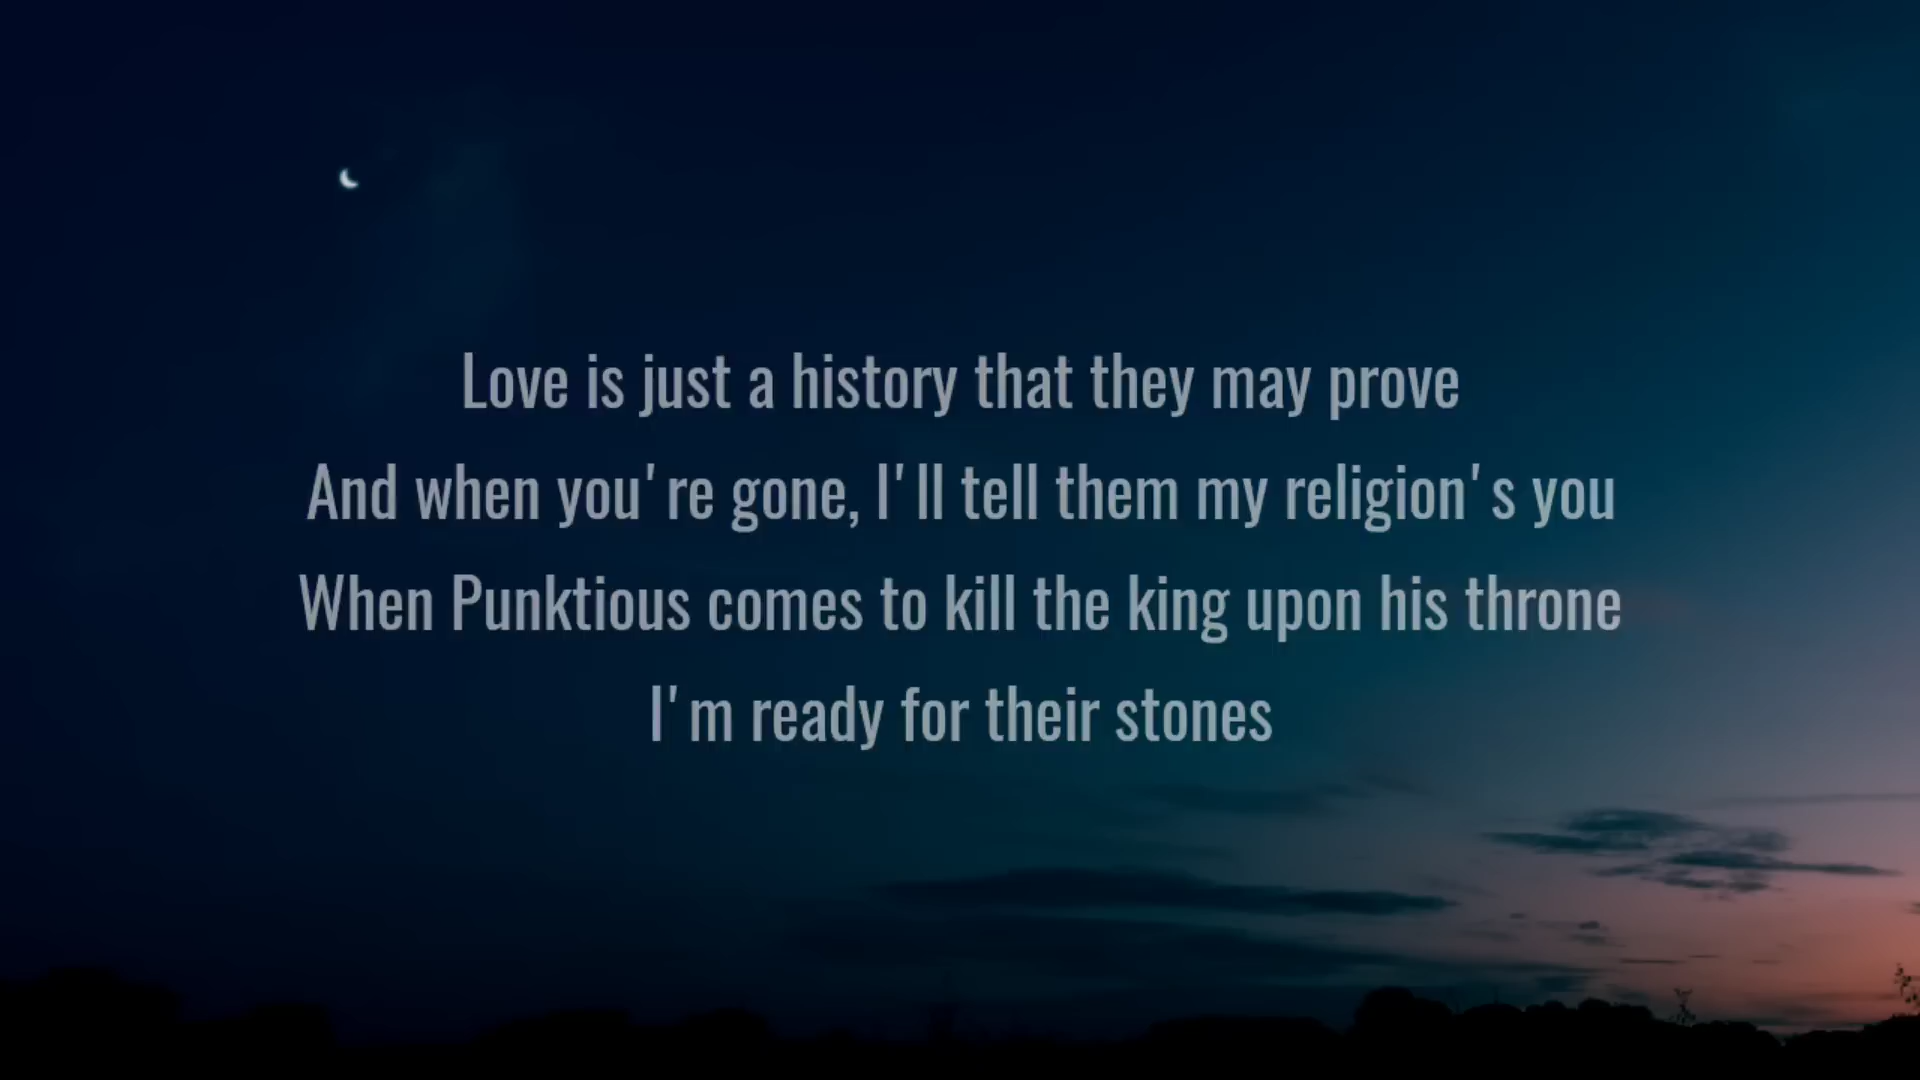 Love is just a history that they may prove
And when you're gone, I'll tell them my religion's you
When Punktious comes to kill the king upon his throne
I'm ready for their stones